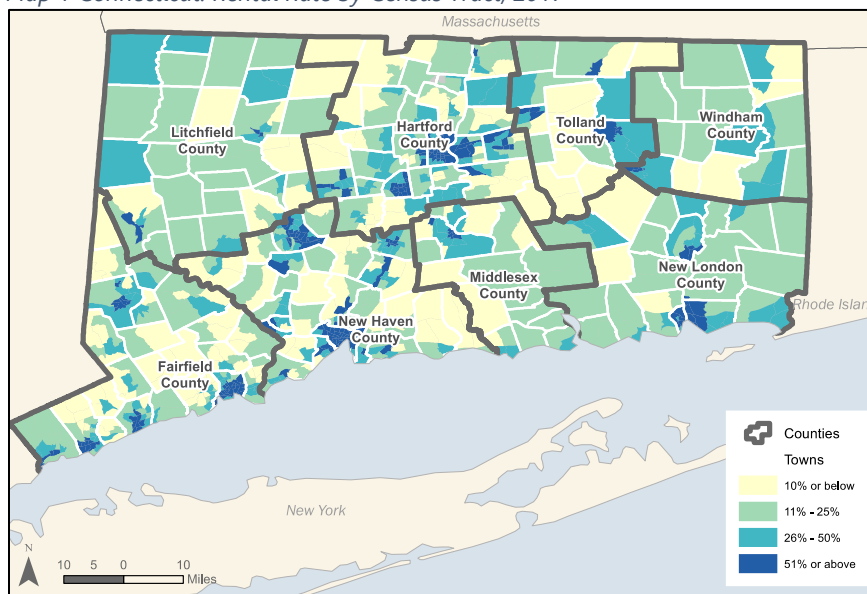 Massachusetts
Litchfield
County
Hartford
County
Tolland
County
Windham
County
Middlesex
County
New London
County
Rhode Islan
New Haven
County
Fairfield
County
New York
Counties
Towns
10% or below
11% - 25%
26% - 50%
51% or above
N
10 5 0 10
Miles